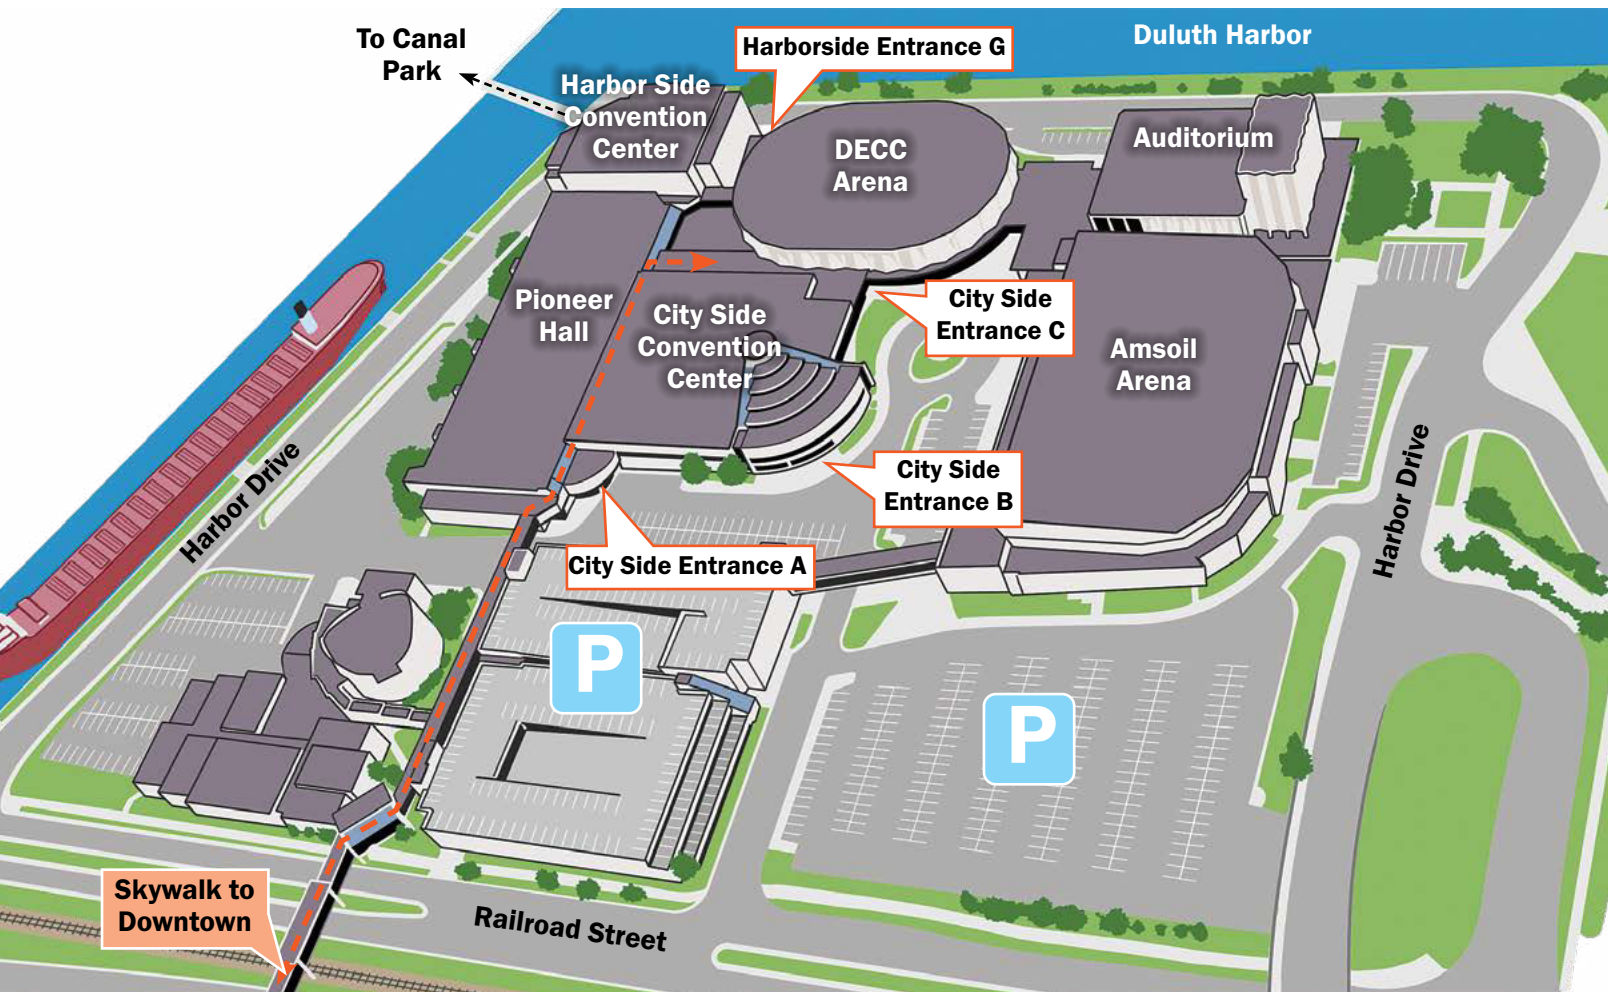 To Canal
Park
Harborside Entrance G
Duluth Harbor
Harbor Side
Convention
Center
DECC
Arena
Auditorium
Pioneer
Hall
City Side
Convention
Center
City Side
Entrance C
Amsoil
Arena
Harbor Drive
City Side
Entrance B
Harbor Drive
City Side Entrance A
P
P
Skywalk to
Downtown
Railroad Street